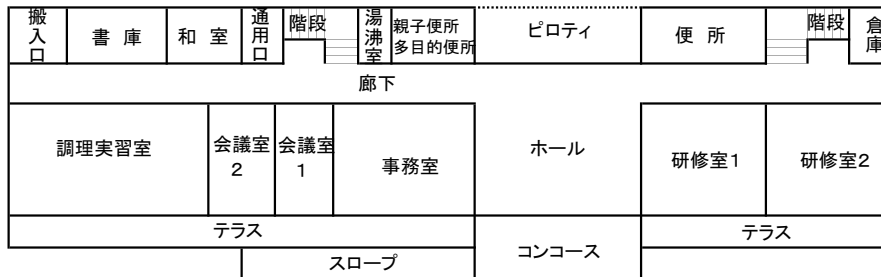 搬入口
書庫
和室
通用口
階段
湯沸室
親子便所
多目的便所
ピロティ
便所
階段
倉庫
廊下
調理実習室
会議室
2
会議室
1
事務室
ホール
研修室1
研修室2
テラス
スロープ
コンコース
テラス